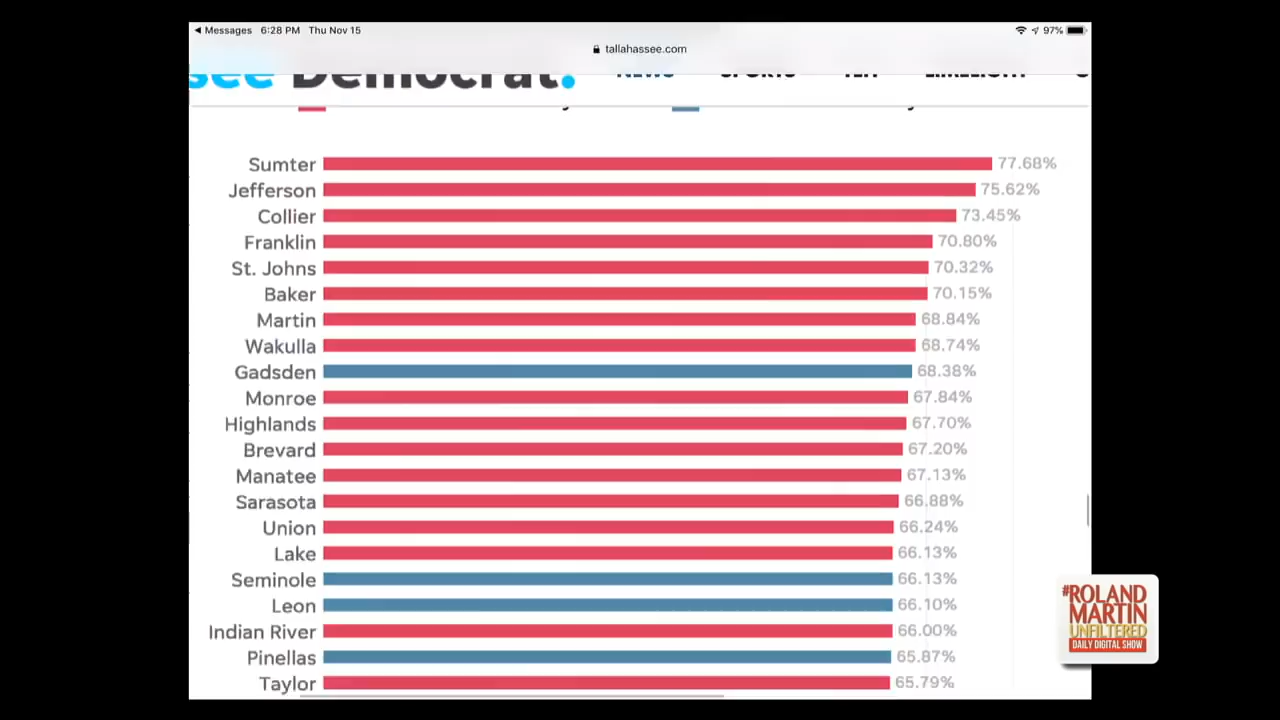 Messages 6:28 PM Thu Nov 15 97%
tallahassee.com
see Democrat.
NEWS SPORTS
Sumter 77.68%
Jefferson 75.62%
Collier 73.45%
Franklin 70.80%
St. Johns 70.32%
Baker 70.15%
Martin 68.84%
Wakulla 68.74%
Gadsden 68.38%
Monroe 67.84%
Highlands 67.70%
Brevard 67.20%
Manatee 67.13%
Sarasota 66.88%
Union 66.24%
Lake 66.13%
Seminole 66.13%
Leon 66.10%
Indian River 66.00%
Pinellas 65.87%
Taylor 65.79%
#ROLAND
MARTIN
UNFILTERED
DAILY DIGITAL SHOW